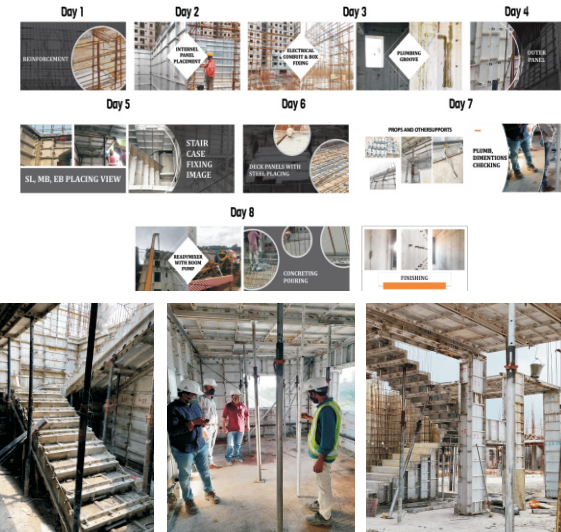 Day 1
Day 2
Day 3
Day 4
REINFORCEMENT
INTERNEL
PANEL
PLACEMENT
ELECTRICAL
CONDUIT & BOX
FIXING
PLUMBING
GROOVE
OUTER
PANEL
Day 5
Day 6
Day 7
SL, MB, EB PLACING VIEW
STAIR
CASE
FIXING
IMAGE
DECK PANELS WITH
STEEL PLACING
PROPS AND OTHERSUPPORTS
PLUMB,
DIMENTIONS
CHECKING
Day 8
READYMIXER
WITH BOOM
PUMP
CONCRETING
POURING
FINISHING